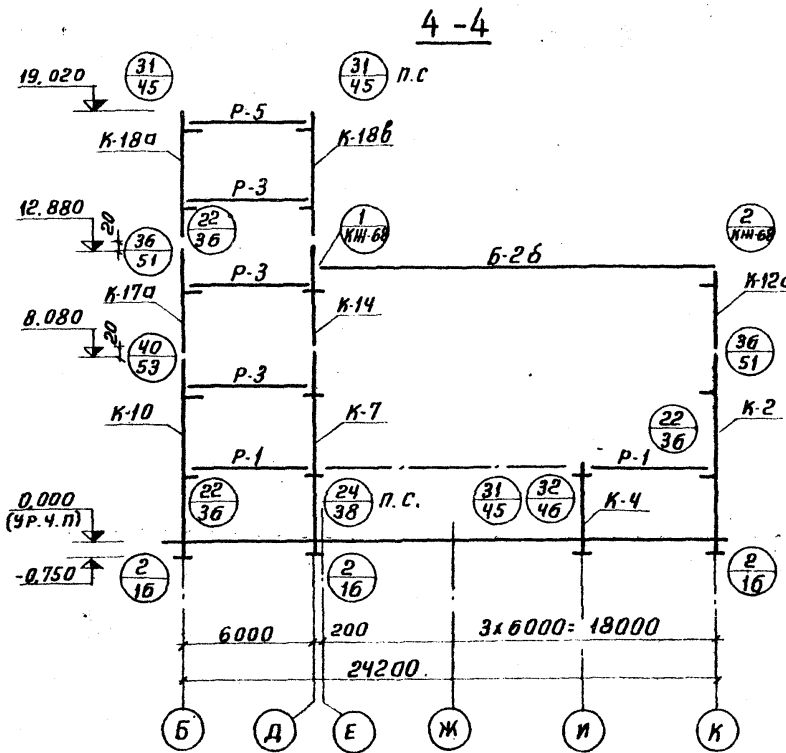 4 - 4
31/45
31/45 П.С
19.020
Р-5
К-18а
К-18в
Р-3
12.880
20
22/36
1/КЖ-68
2/КЖ-68
36/51
Б-2б
Р-3
К-17а
К-14
К-12а
8.080
20
40/53
36/51
Р-3
К-10
К-7
К-2
22/36
Р-1
Р-1
0.000
(УР.Ч.П)
22/36
24/38 П.С.
31/45
32/46
К-4
-0.750
2/16
2/16
2/16
6000
200
3х6000=18000
24200.
Б
Д
Е
Ж
И
К